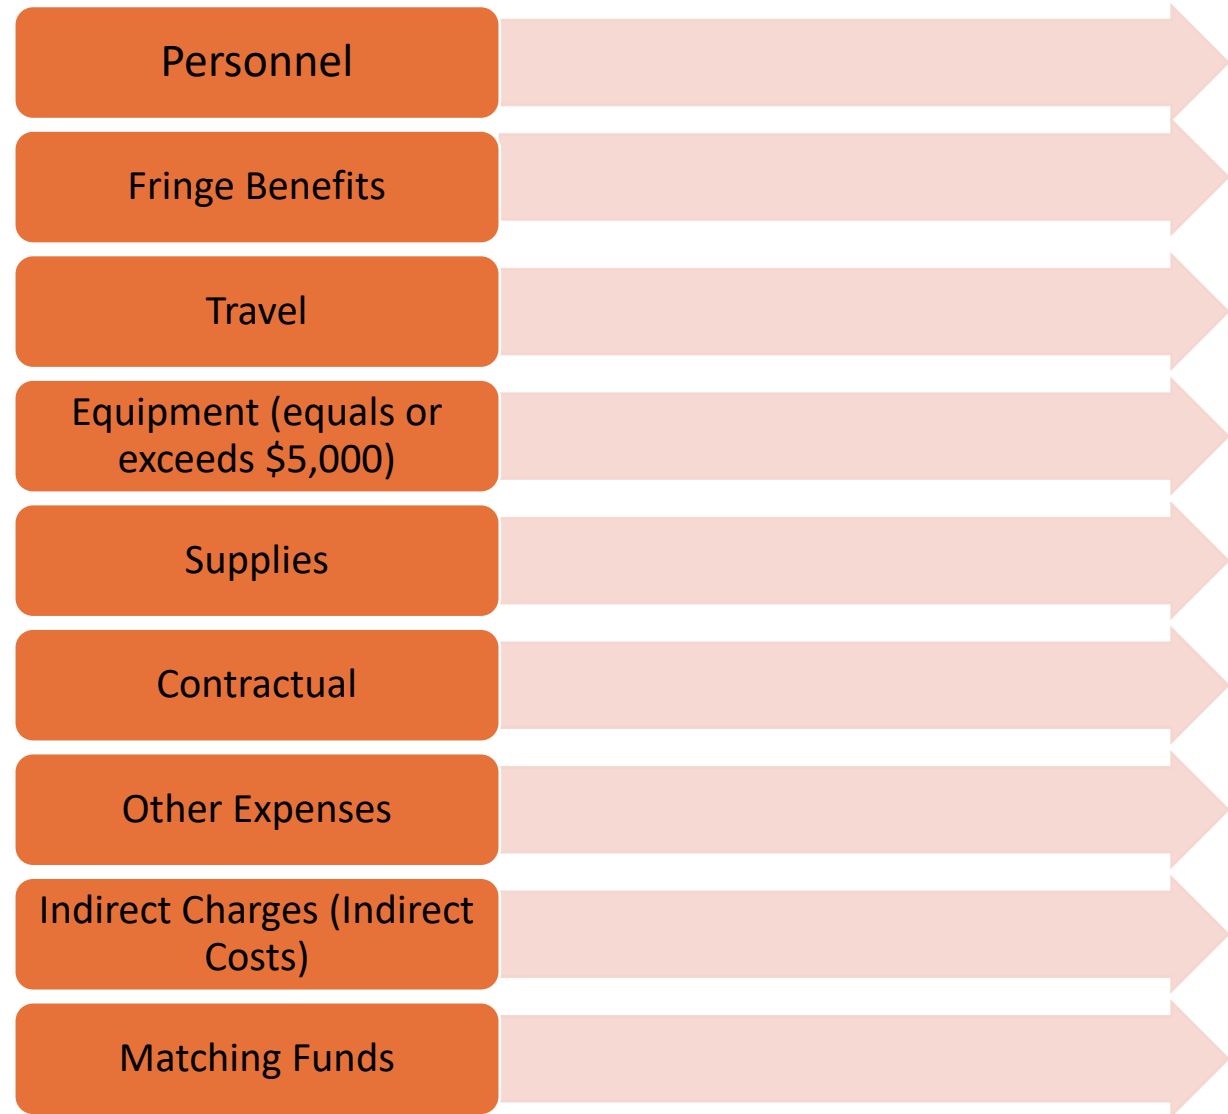 Personnel
Fringe Benefits
Travel
Equipment (equals or
exceeds $5,000)
Supplies
Contractual
Other Expenses
Indirect Charges (Indirect
Costs)
Matching Funds